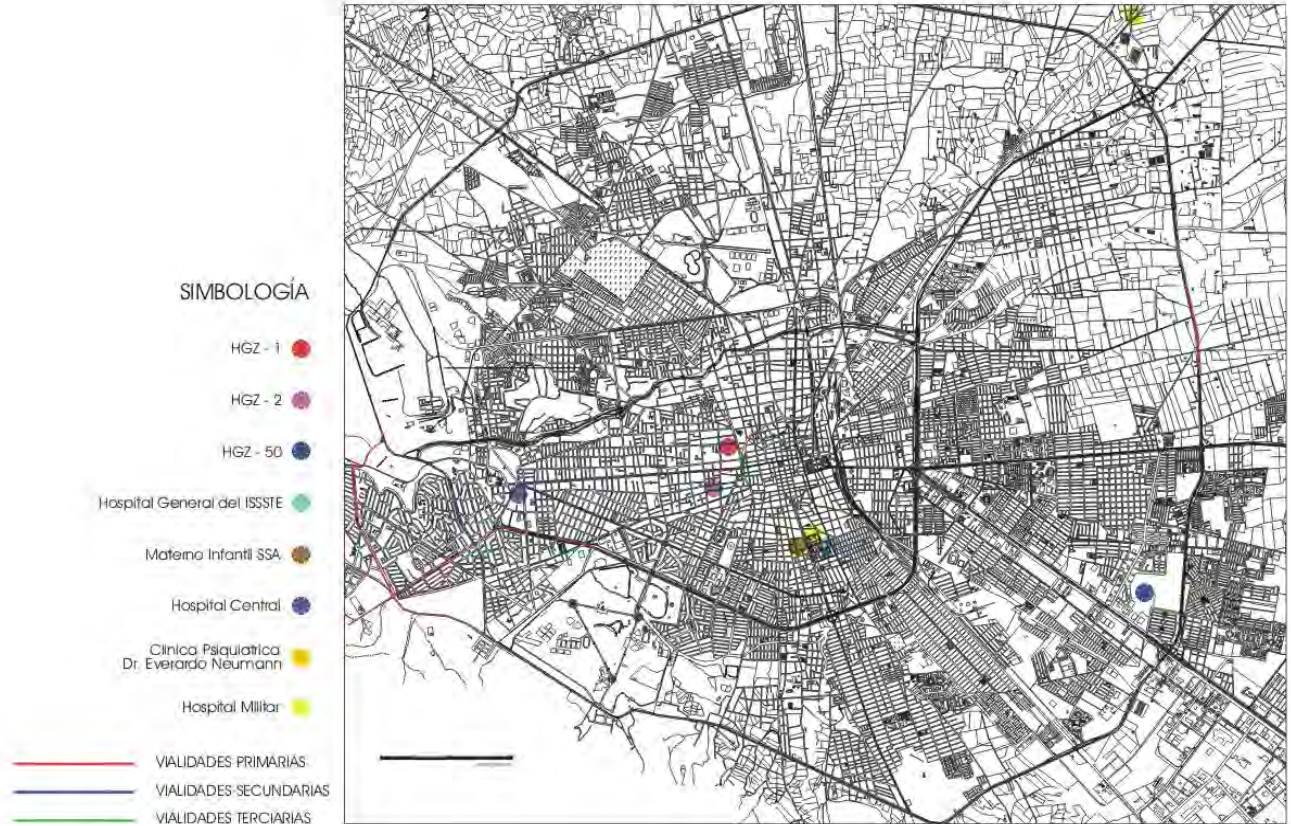 SIMBOLOGÍA
HGZ - 1
HGZ - 2
HGZ - 50
Hospital General del ISSSTE
Materno Infantil SSA
Hospital Central
Clínica Psiquiatrica
Dr. Everardo Neumann
Hospital Militar
VIALIDADES PRIMARIAS
VIALIDADES SECUNDARIAS
VIALIDADES TERCIARIAS